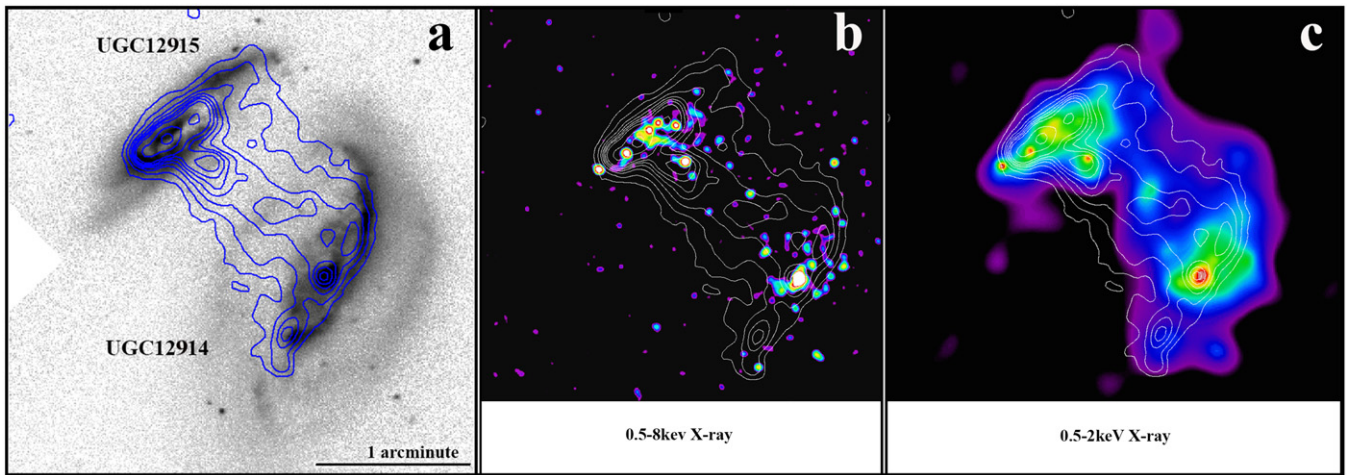 UGC12915
a
b
c
UGC12914
1 arcminute
0.5-8kev X-ray
0.5-2keV X-ray